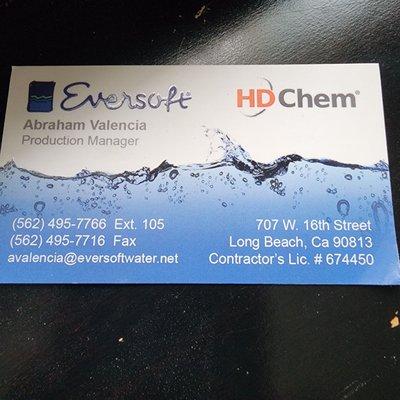 Eversoft
HD Chem®
Abraham Valencia
Production Manager
(562) 495-7766 Ext. 105
(562) 495-7716 Fax
avalencia@eversoftwater.net
707 W. 16th Street
Long Beach, Ca 90813
Contractor's Lic. # 674450